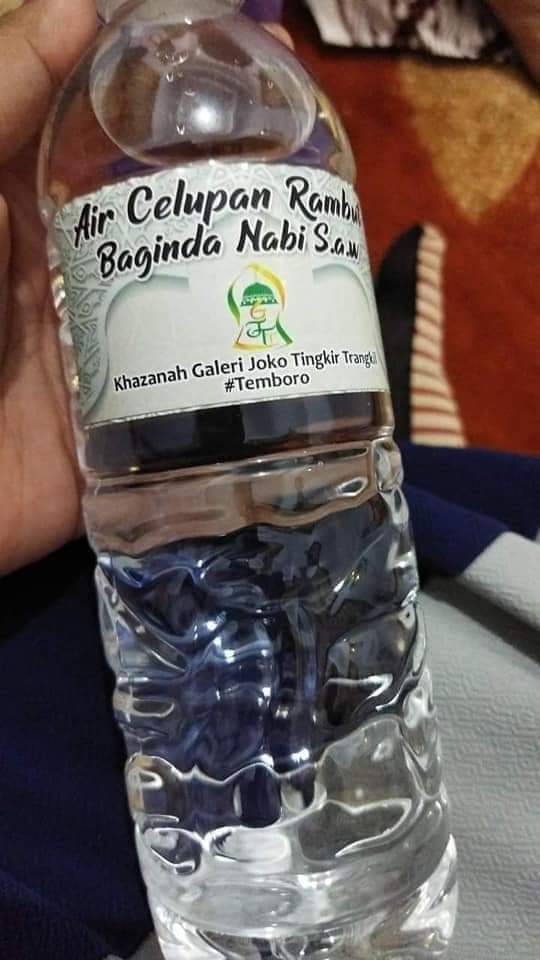 Air Celupan Rambut
Baginda Nabi S.a.w
Khazanah Galeri Joko Tingkir Trangkil
#Temboro